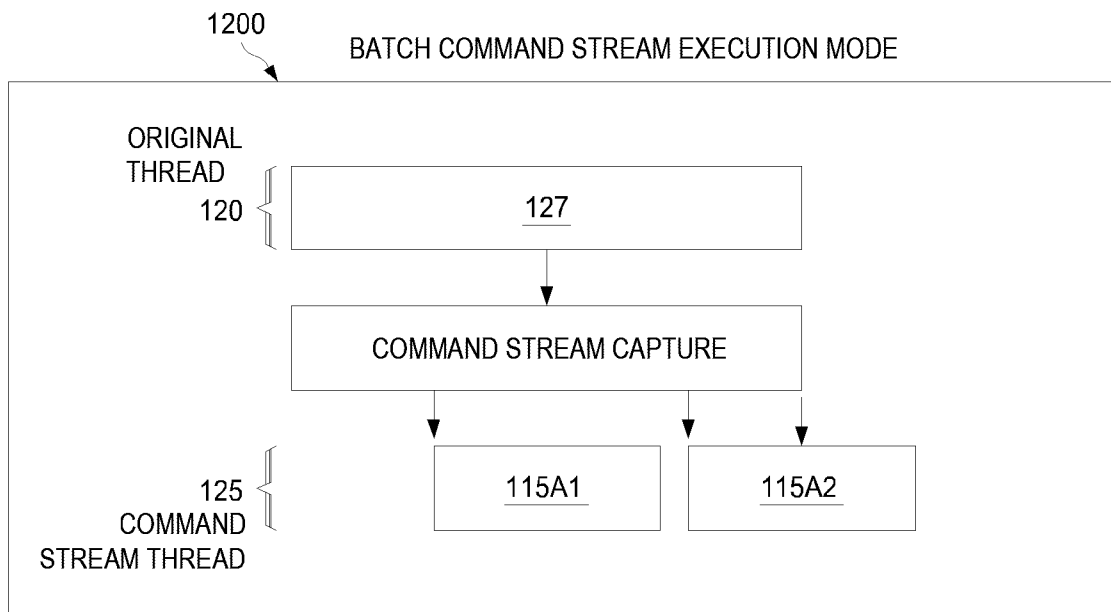 1200
BATCH COMMAND STREAM EXECUTION MODE
ORIGINAL
THREAD
120
127
COMMAND STREAM CAPTURE
125
COMMAND
STREAM THREAD
115A1
115A2